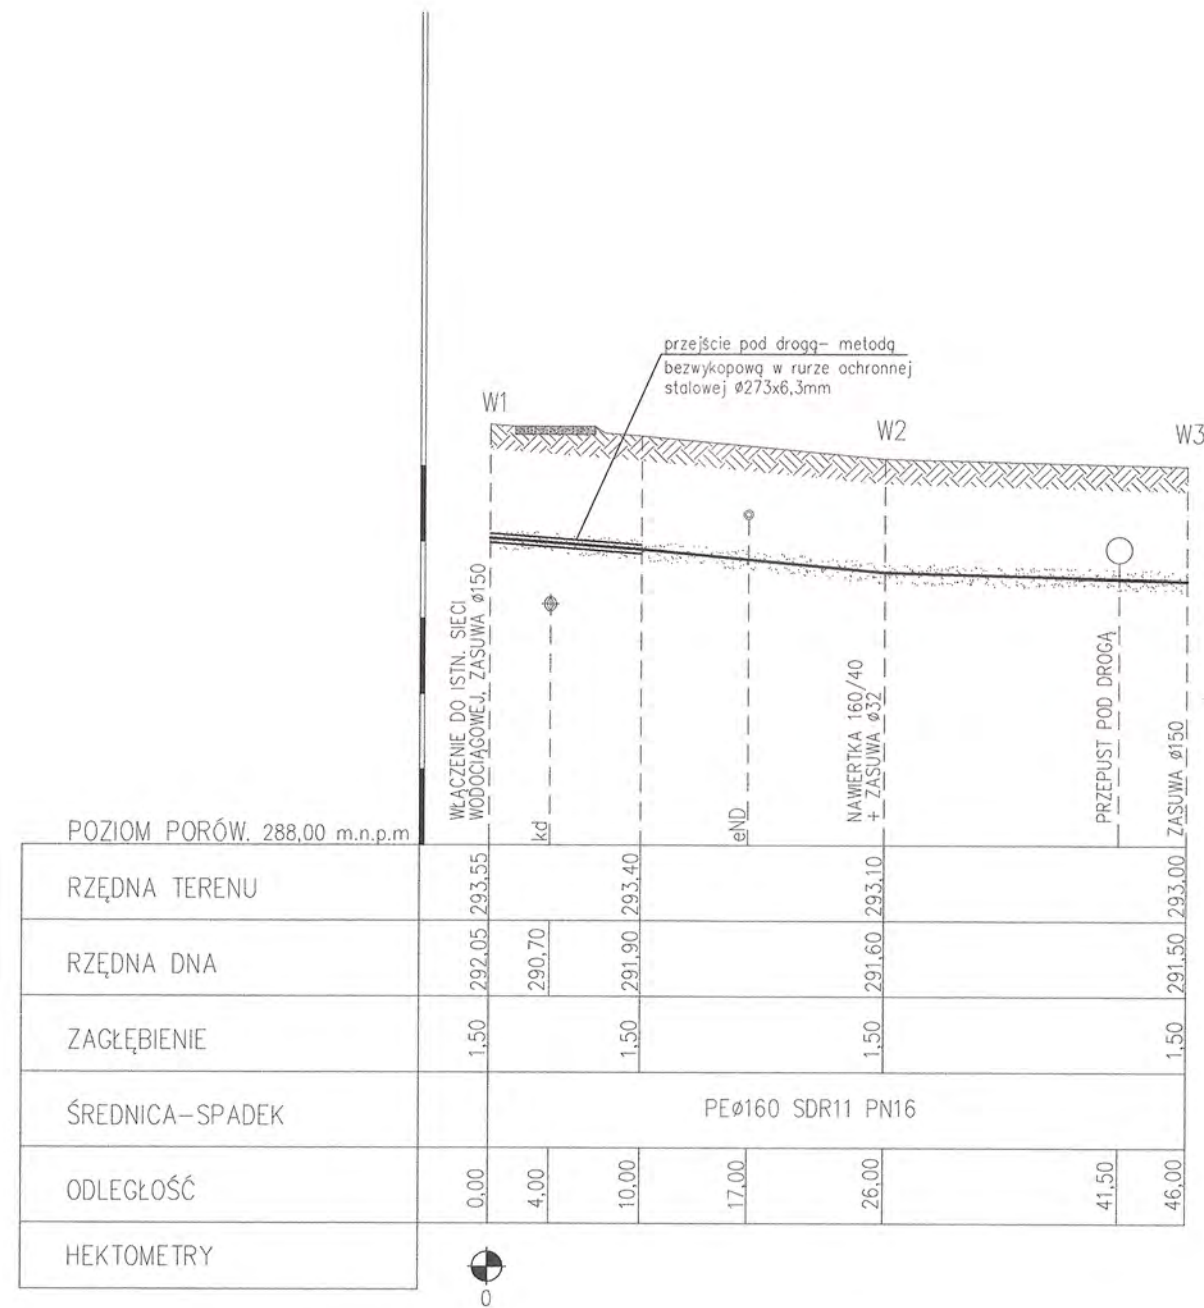 przejście pod drogą- metodą
bezwykopową w rurze ochronnej
stalowej ø273x6,3mm
W1
W2
W3
WŁĄCZENIE DO ISTN. SIECI
WODOCIĄGOWEJ, ZASUWA ø150
kd
eND
NAWIERTKA 160/40
+ ZASUWA ø32
PRZEPUST POD DROGĄ
ZASUWA ø150
POZIOM PORÓW. 288,00 m.n.p.m
RZĘDNA TERENU 293,55 293,40 293,10 293,00
RZĘDNA DNA 292,05 290,70 291,90 291,60 291,50
ZAGŁĘBIENIE 1,50 1,50 1,50 1,50
ŚREDNICA-SPADEK PEø160 SDR11 PN16
ODLEGŁOŚĆ 0,00 4,00 10,00 17,00 26,00 41,50 46,00
HEKTOMETRY
0